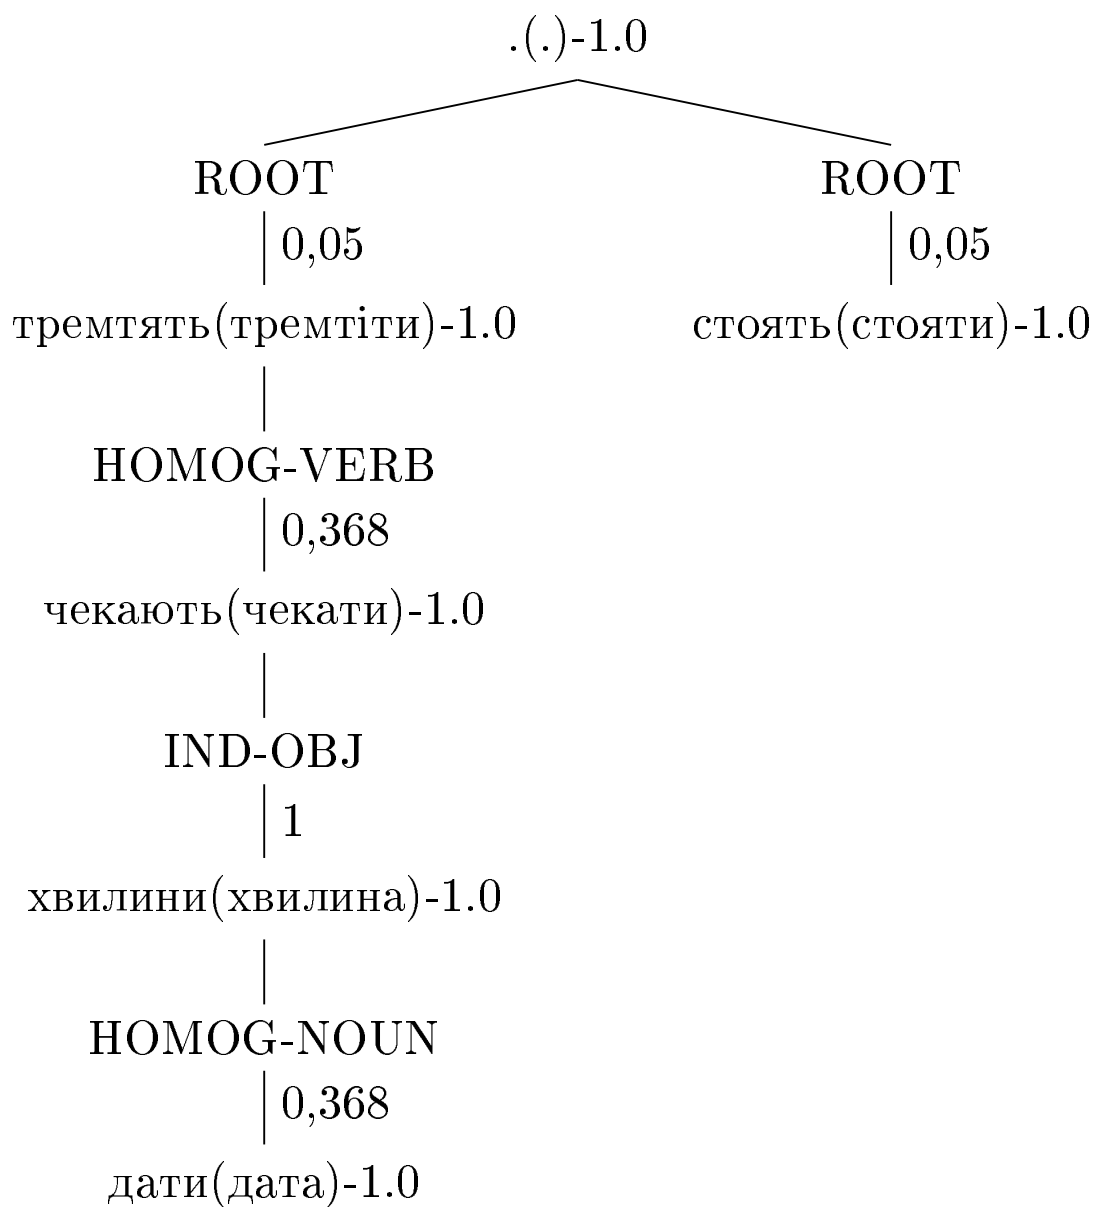 .(.)-1.0
ROOT ROOT
0,05 0,05
тремтять(тремтіти)-1.0 стоять(стояти)-1.0
HOMOG-VERB
0,368
чекають(чекати)-1.0
IND-OBJ
1
хвилини(хвилина)-1.0
HOMOG-NOUN
0,368
дати(дата)-1.0